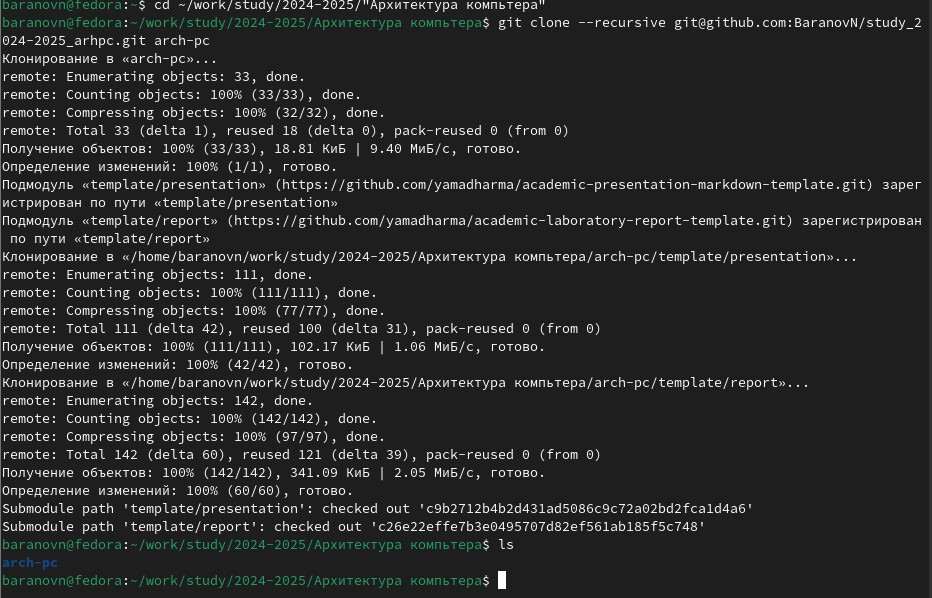 baranovn@fedora:~$ cd ~/work/study/2024-2025/"Архитектура компьтера"
baranovn@fedora:~/work/study/2024-2025/Архитектура компьтера$ git clone --recursive git@github.com:BaranovN/study_2
024-2025_arhpc.git arch-pc
Клонирование в «arch-pc»...
remote: Enumerating objects: 33, done.
remote: Counting objects: 100% (33/33), done.
remote: Compressing objects: 100% (32/32), done.
remote: Total 33 (delta 1), reused 18 (delta 0), pack-reused 0 (from 0)
Получение объектов: 100% (33/33), 18.81 КиБ | 9.40 МиБ/с, готово.
Определение изменений: 100% (1/1), готово.
Подмодуль «template/presentation» (https://github.com/yamadharma/academic-presentation-markdown-template.git) зарег
истрирован по пути «template/presentation»
Подмодуль «template/report» (https://github.com/yamadharma/academic-laboratory-report-template.git) зарегистрирован
 по пути «template/report»
Клонирование в «/home/baranovn/work/study/2024-2025/Архитектура компьтера/arch-pc/template/presentation»...
remote: Enumerating objects: 111, done.
remote: Counting objects: 100% (111/111), done.
remote: Compressing objects: 100% (77/77), done.
remote: Total 111 (delta 42), reused 100 (delta 31), pack-reused 0 (from 0)
Получение объектов: 100% (111/111), 102.17 КиБ | 1.06 МиБ/с, готово.
Определение изменений: 100% (42/42), готово.
Клонирование в «/home/baranovn/work/study/2024-2025/Архитектура компьтера/arch-pc/template/report»...
remote: Enumerating objects: 142, done.
remote: Counting objects: 100% (142/142), done.
remote: Compressing objects: 100% (97/97), done.
remote: Total 142 (delta 60), reused 121 (delta 39), pack-reused 0 (from 0)
Получение объектов: 100% (142/142), 341.09 КиБ | 2.05 МиБ/с, готово.
Определение изменений: 100% (60/60), готово.
Submodule path 'template/presentation': checked out 'c9b2712b4b2d431ad5086c9c72a02bd2fca1d4a6'
Submodule path 'template/report': checked out 'c26e22effe7b3e0495707d82ef561ab185f5c748'
baranovn@fedora:~/work/study/2024-2025/Архитектура компьтера$ ls
arch-pc
baranovn@fedora:~/work/study/2024-2025/Архитектура компьтера$